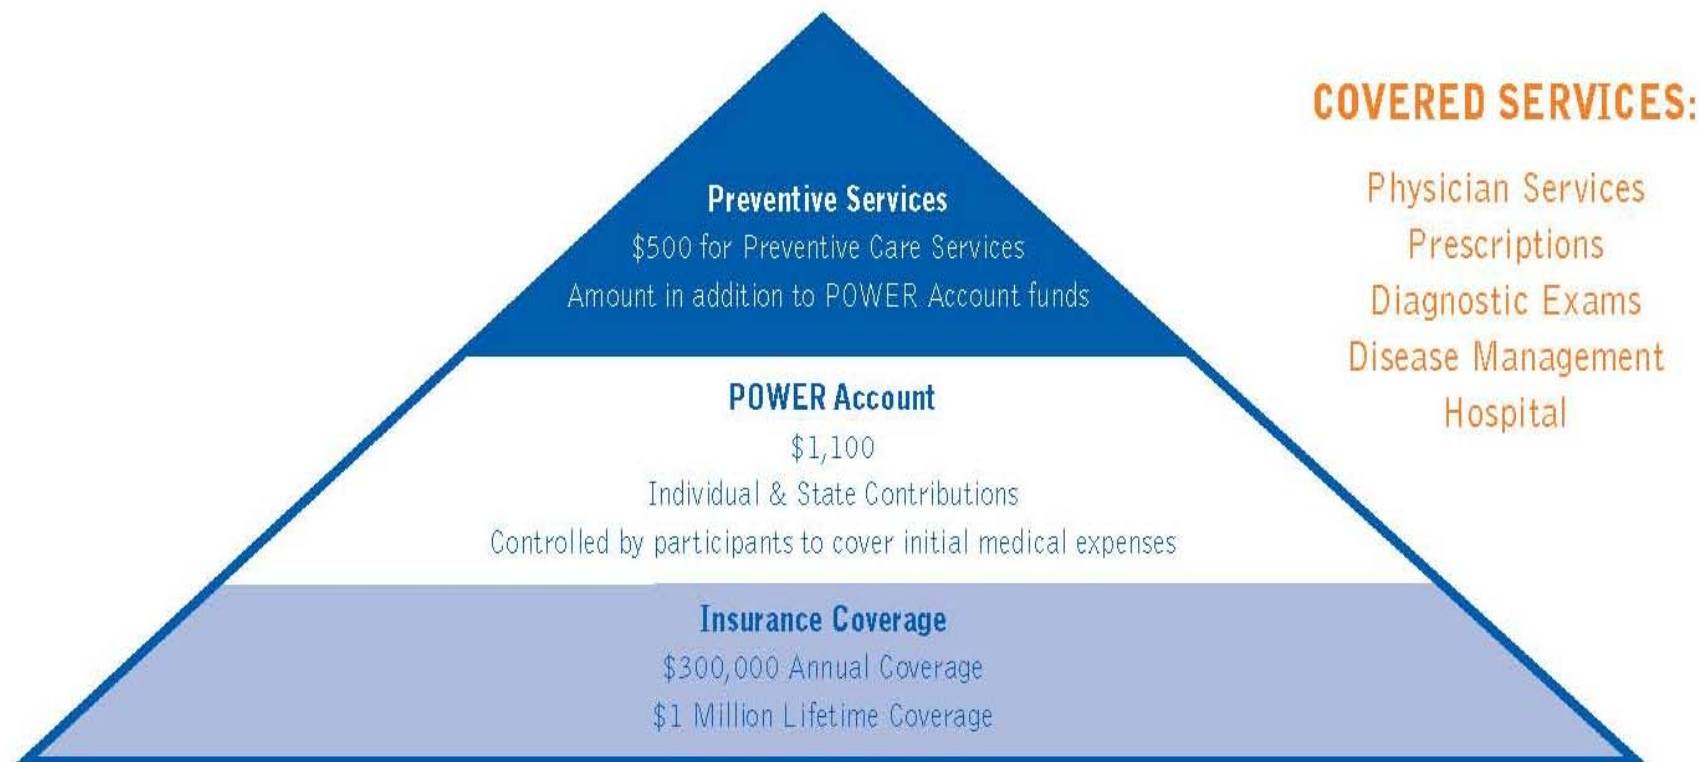 Preventive Services
$500 for Preventive Care Services
Amount in addition to POWER Account funds
POWER Account
$1,100
Individual & State Contributions
Controlled by participants to cover initial medical expenses
Insurance Coverage
$300,000 Annual Coverage
$1 Million Lifetime Coverage
COVERED SERVICES:
Physician Services
Prescriptions
Diagnostic Exams
Disease Management
Hospital